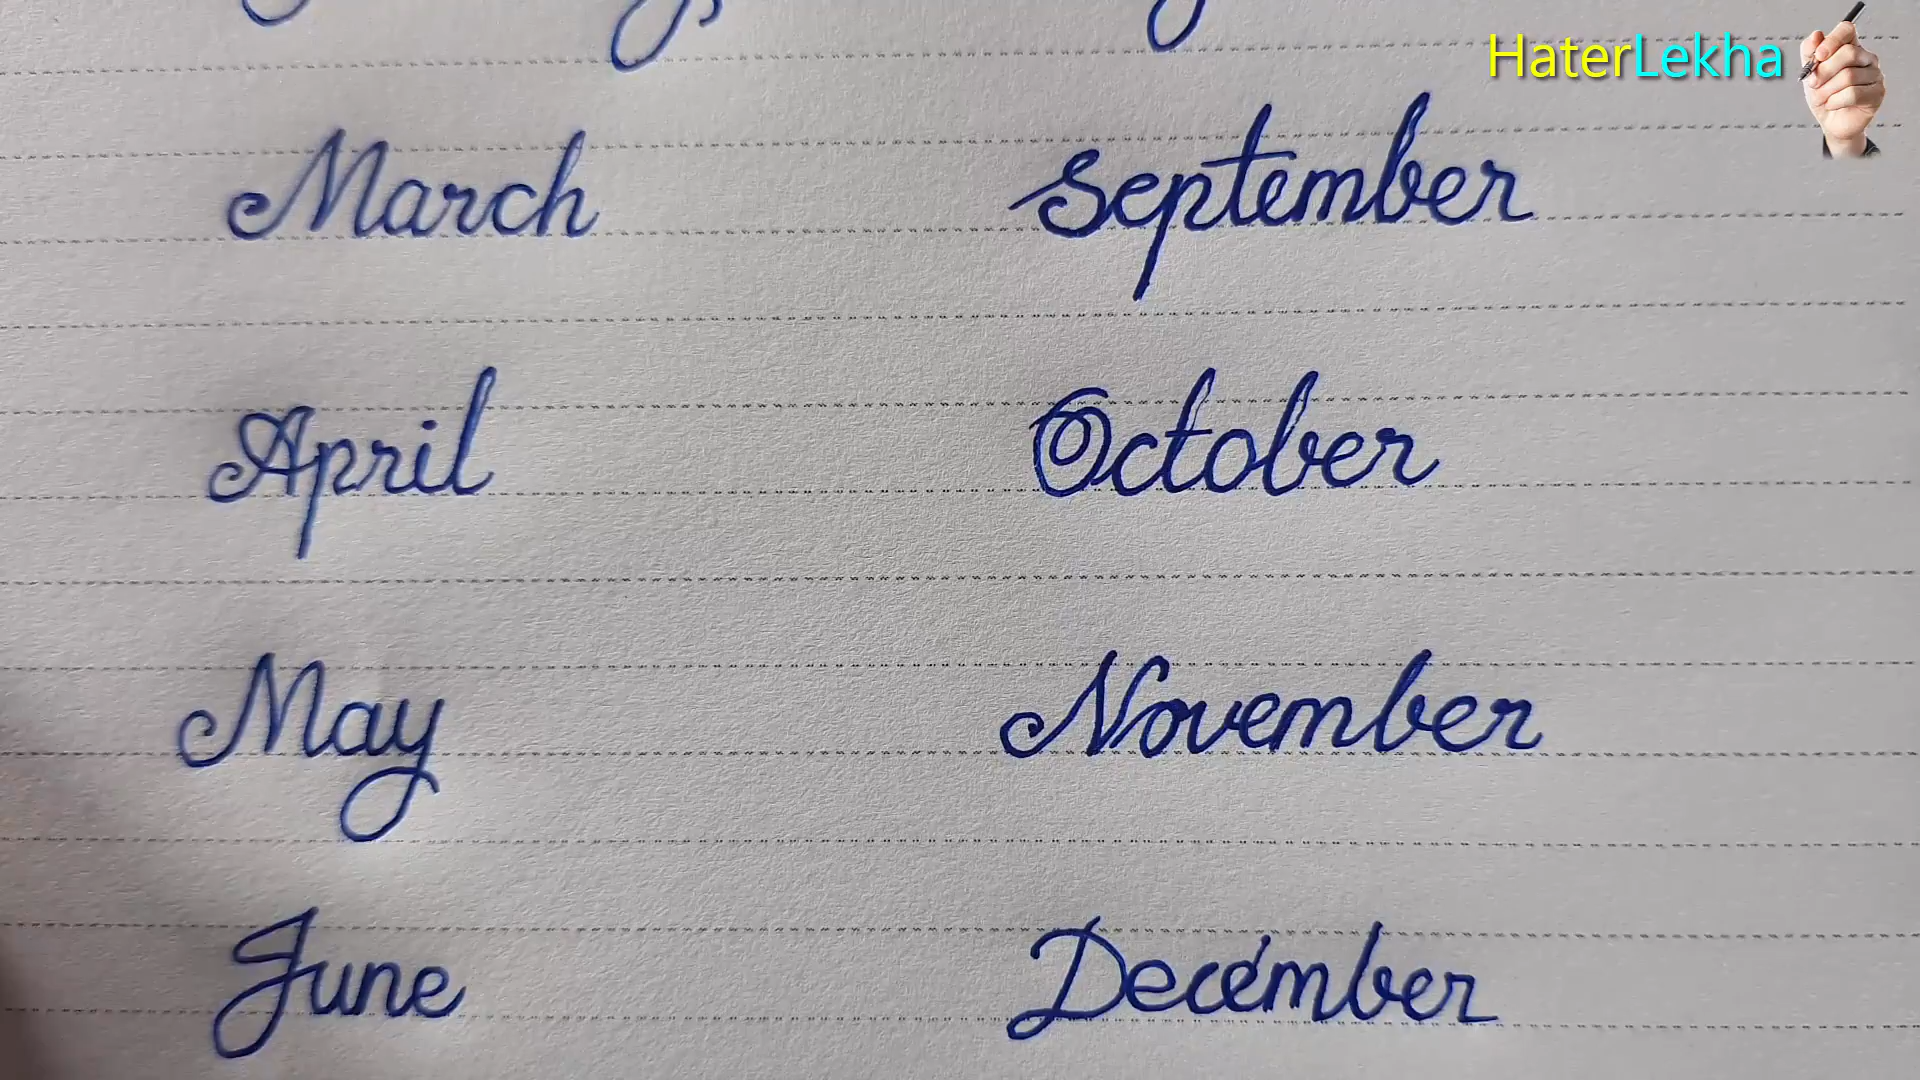 HaterLekha
March September
April October
May November
June December